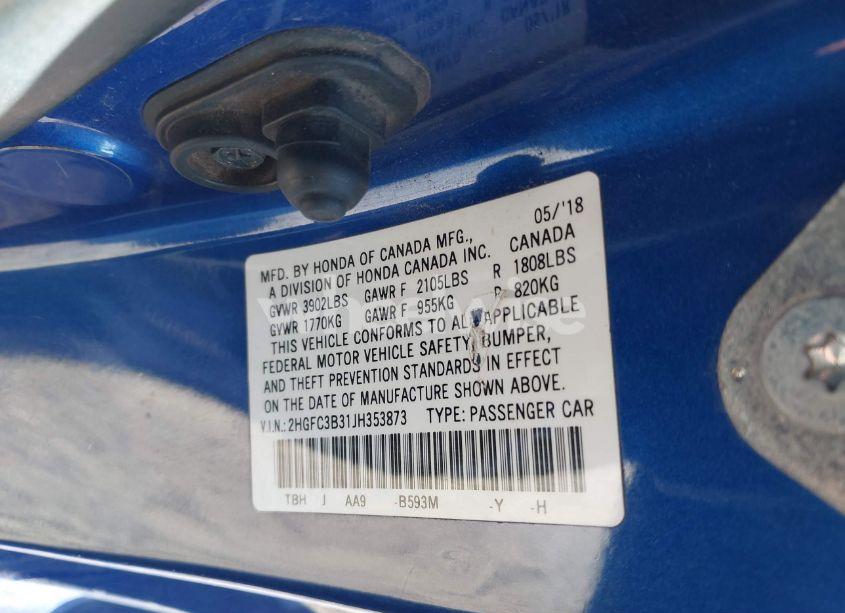 05/'18
MFD. BY HONDA OF CANADA MFG.,
A DIVISION OF HONDA CANADA INC. CANADA
GVWR 3902LBS GAWR F 2105LBS R 1808LBS
GVWR 1770KG GAWR F 955KG R 820KG
THIS VEHICLE CONFORMS TO ALL APPLICABLE
FEDERAL MOTOR VEHICLE SAFETY, BUMPER,
AND THEFT PREVENTION STANDARDS IN EFFECT
ON THE DATE OF MANUFACTURE SHOWN ABOVE.
V.I.N.: 2HGFC3B31JH353873 TYPE: PASSENGER CAR
TBH J AA9 -B593M -Y -H